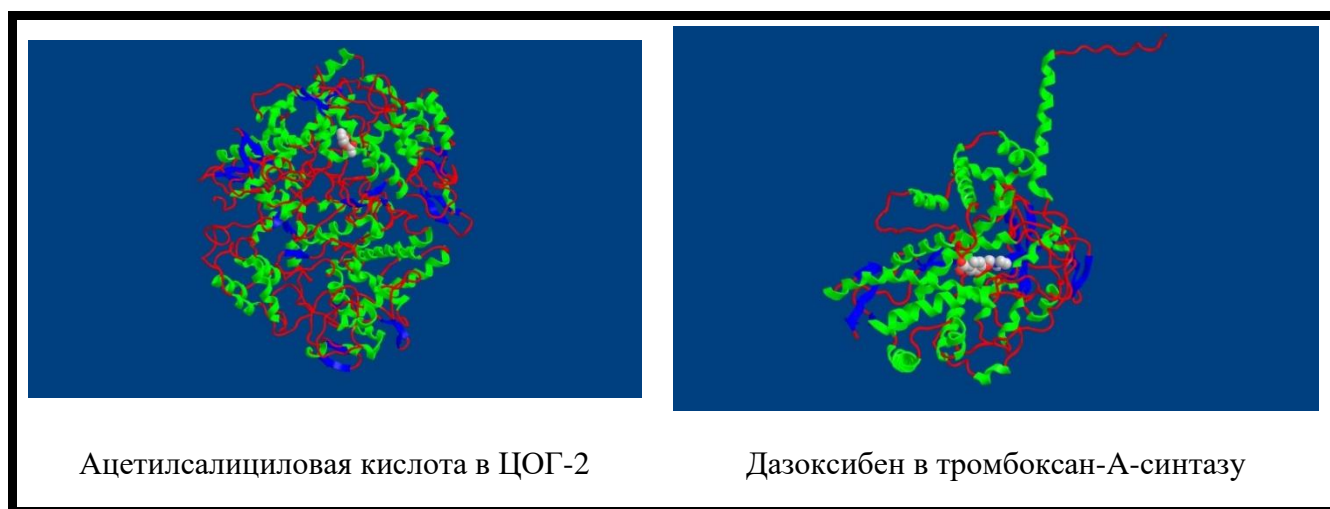 Ацетилсалициловая кислота в ЦОГ-2
Дазоксибен в тромбоксан-А-синтазу